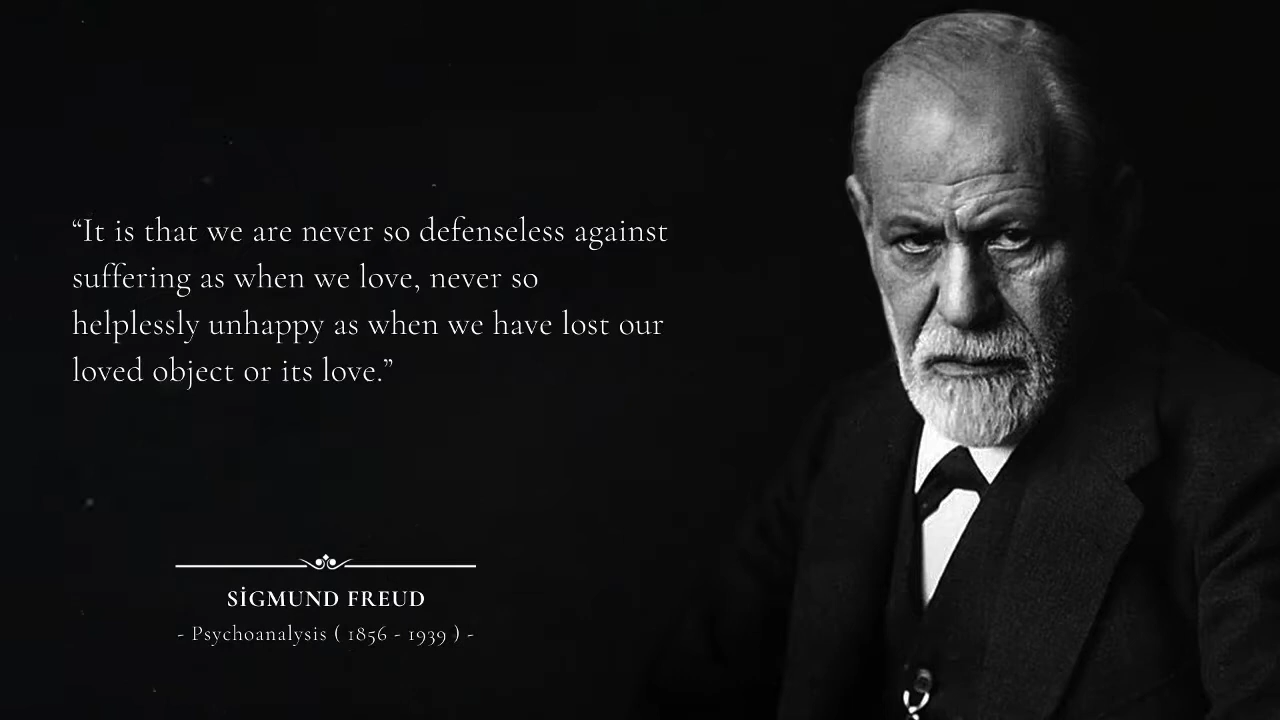 “It is that we are never so defenseless against
suffering as when we love, never so
helplessly unhappy as when we have lost our
loved object or its love.”
SİGMUND FREUD
- Psychoanalysis ( 1856 - 1939 ) -